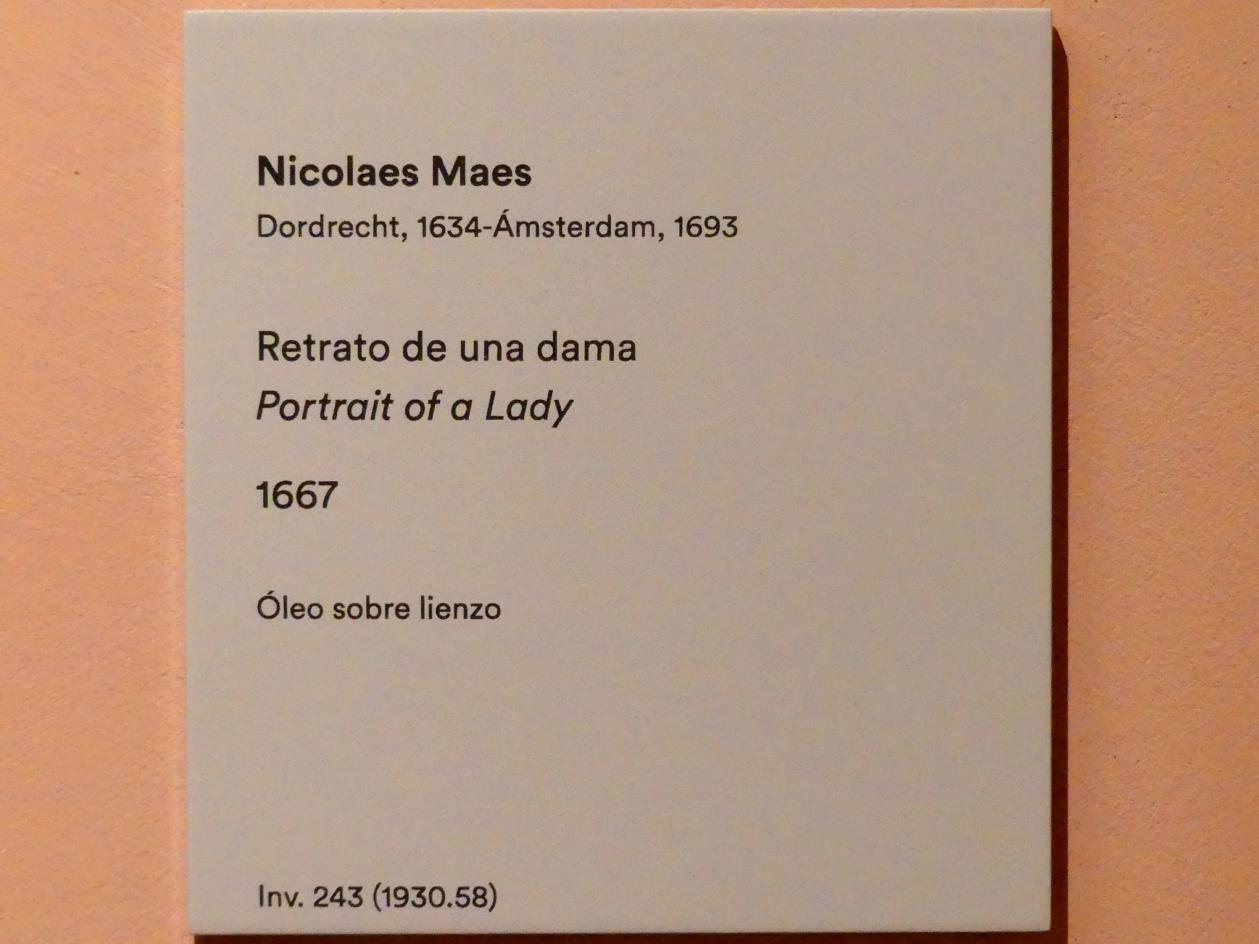 Nicolaes Maes
Dordrecht, 1634-Ámsterdam, 1693
Retrato de una dama
Portrait of a Lady
1667
Óleo sobre lienzo
Inv. 243 (1930.58)